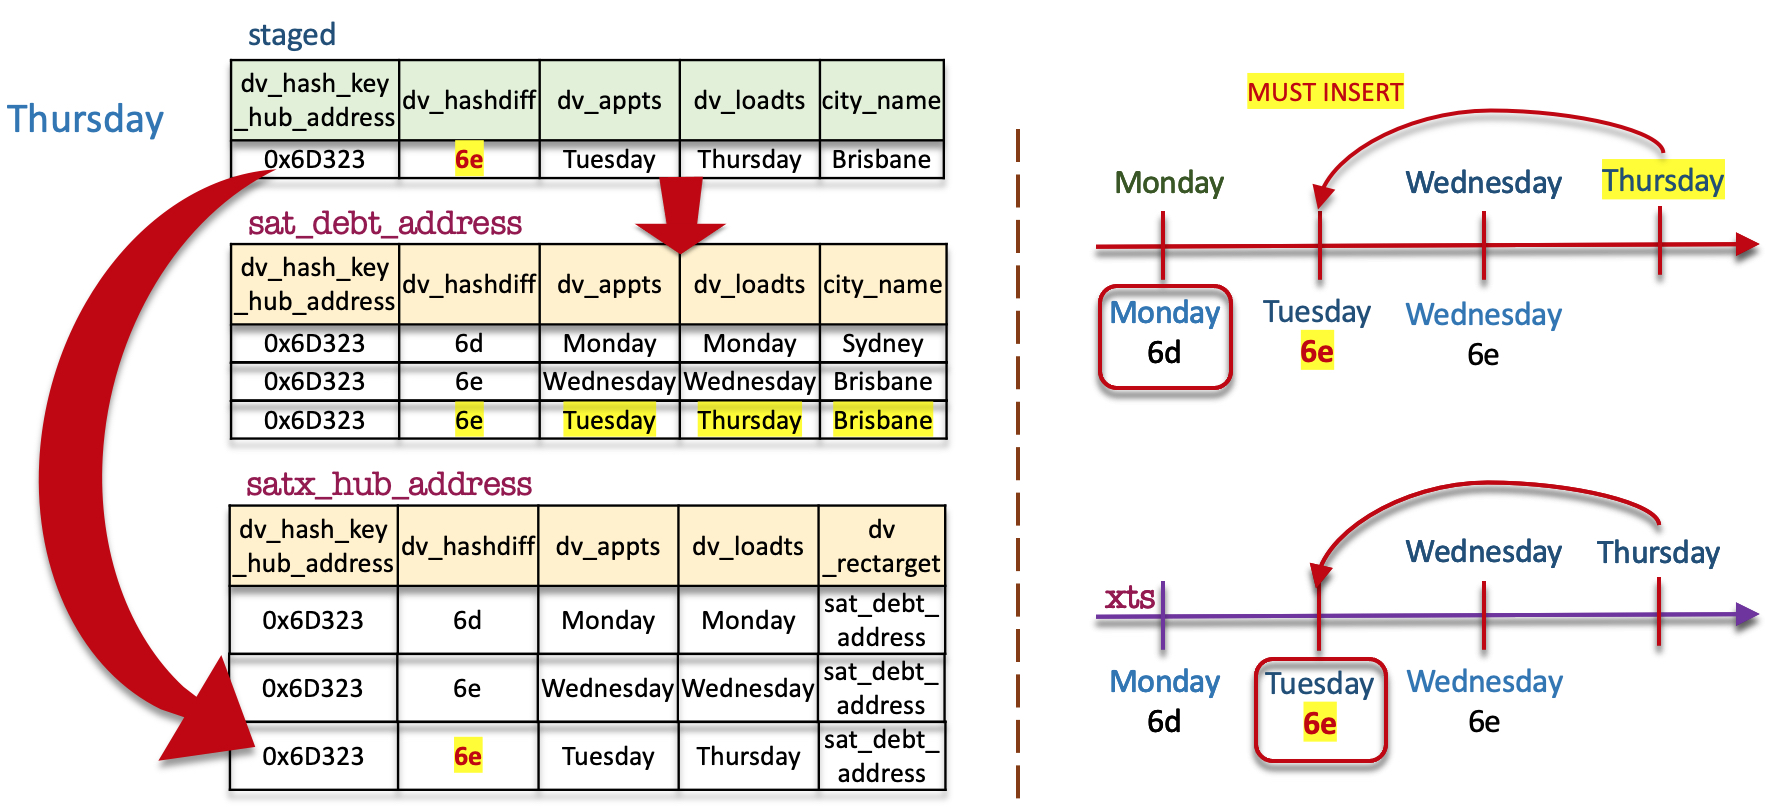 staged
Thursday
dv_hash_key
_hub_address
dv_hashdiff
dv_appts
dv_loadts
city_name
0x6D323
6e
Tuesday
Thursday
Brisbane
sat_debt_address
dv_hash_key
_hub_address
dv_hashdiff
dv_appts
dv_loadts
city_name
0x6D323
6d
Monday
Monday
Sydney
0x6D323
6e
Wednesday
Wednesday
Brisbane
0x6D323
6e
Tuesday
Thursday
Brisbane
satx_hub_address
dv_hash_key
_hub_address
dv_hashdiff
dv_appts
dv_loadts
dv
_rectarget
0x6D323
6d
Monday
Monday
sat_debt_
address
0x6D323
6e
Wednesday
Wednesday
sat_debt_
address
0x6D323
6e
Tuesday
Thursday
sat_debt_
address
MUST INSERT
Monday
Wednesday
Thursday
Monday
6d
Tuesday
6e
Wednesday
6e
Wednesday
Thursday
xts
Monday
6d
Tuesday
6e
Wednesday
6e